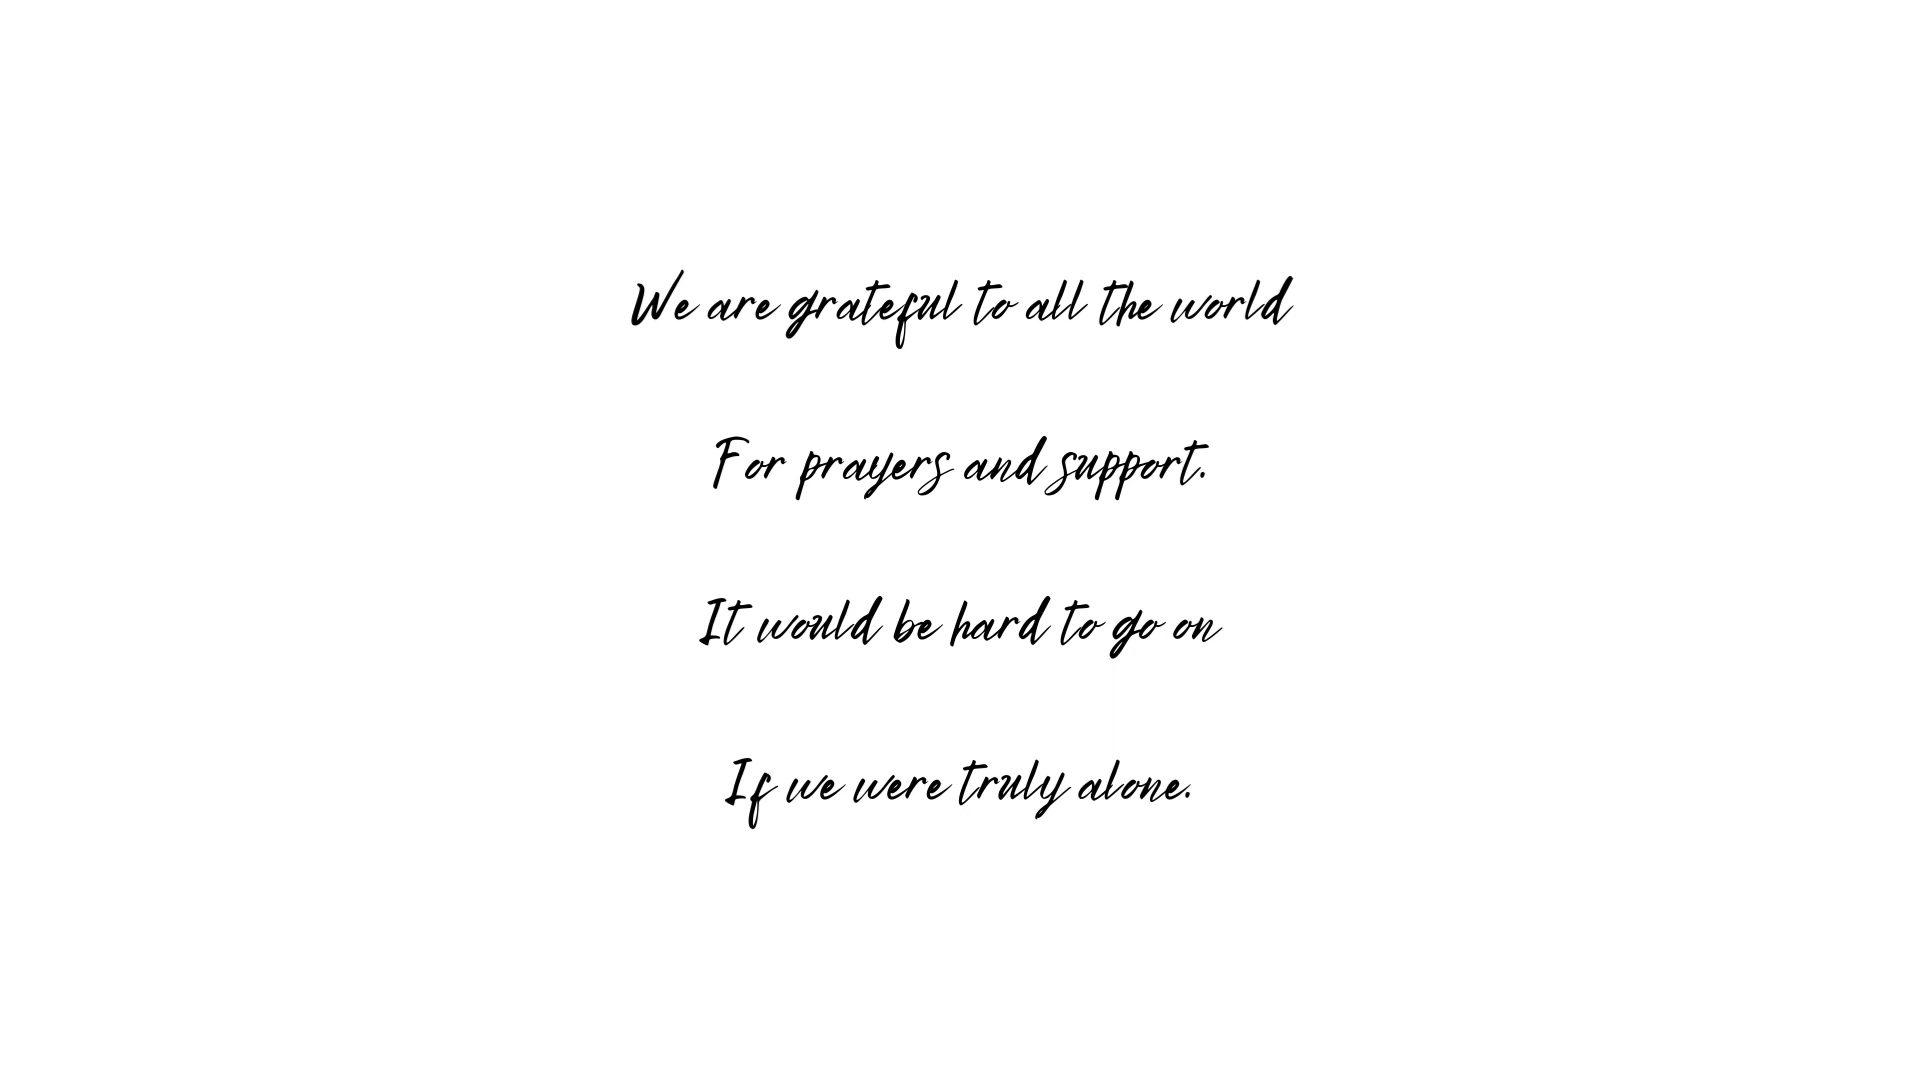 We are grateful to all the world
For prayers and support.
It would be hard to go on
If we were truly alone.